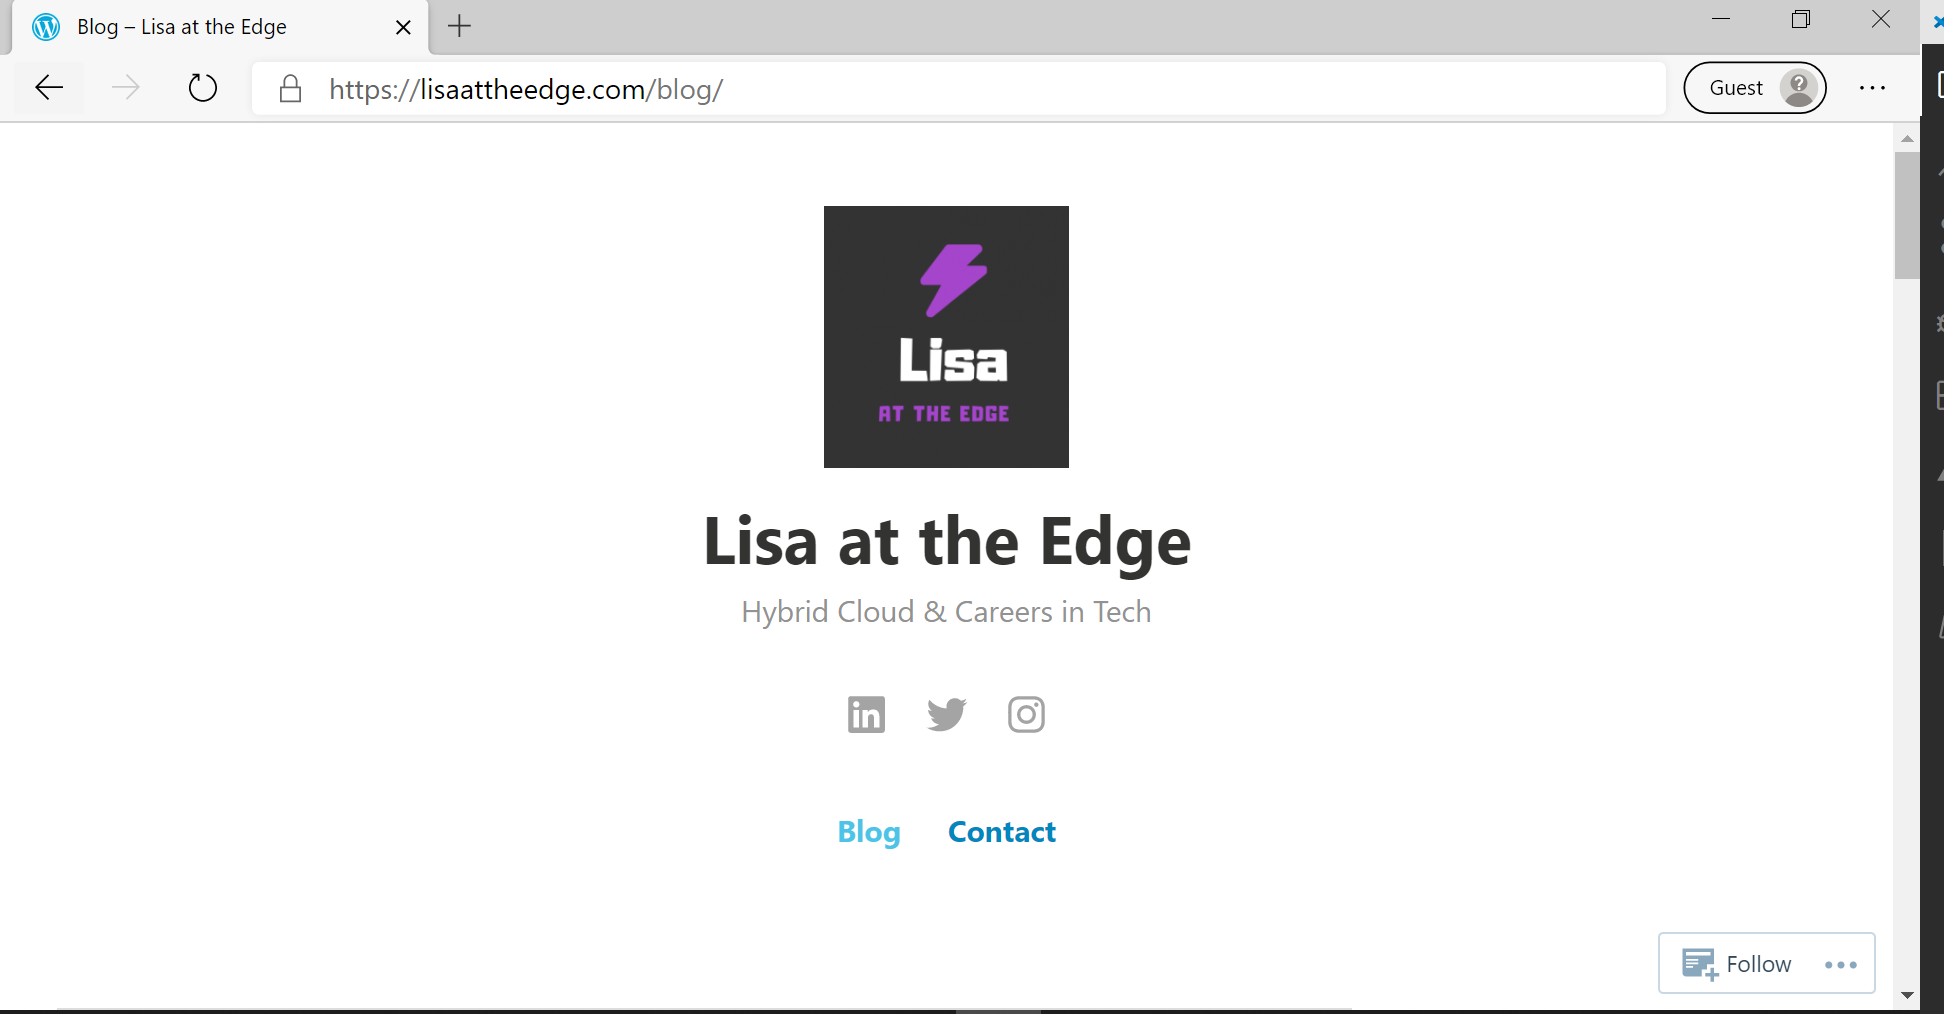 Blog – Lisa at the Edge
https://lisaattheedge.com/blog/
Guest
Lisa
AT THE EDGE
Lisa at the Edge
Hybrid Cloud & Careers in Tech
in
Blog Contact
Follow